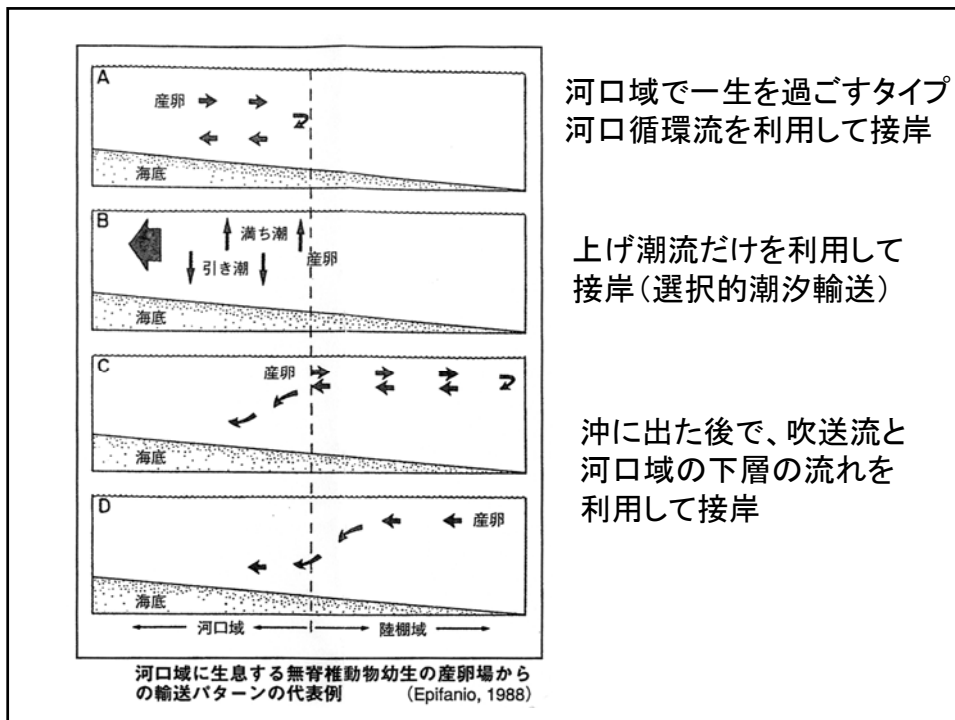 A
産卵
海底
河口域で一生を過ごすタイプ
河口循環流を利用して接岸
B
満ち潮
産卵
引き潮
海底
上げ潮流だけを利用して
接岸(選択的潮汐輸送)
C
産卵
海底
沖に出た後で、吹送流と
河口域の下層の流れを
利用して接岸
D
産卵
海底
河口域
陸棚域
河口域に生息する無脊椎動物幼生の産卵場から
の輸送パターンの代表例 (Epifanio, 1988)